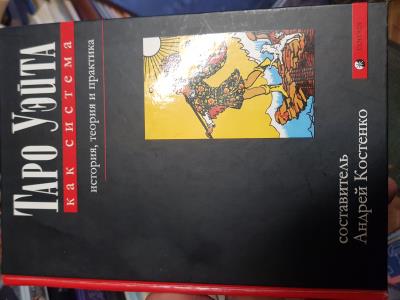 ТАРО УЭЙТА
как система
история, теория и практика
составитель
Андрей Костенко